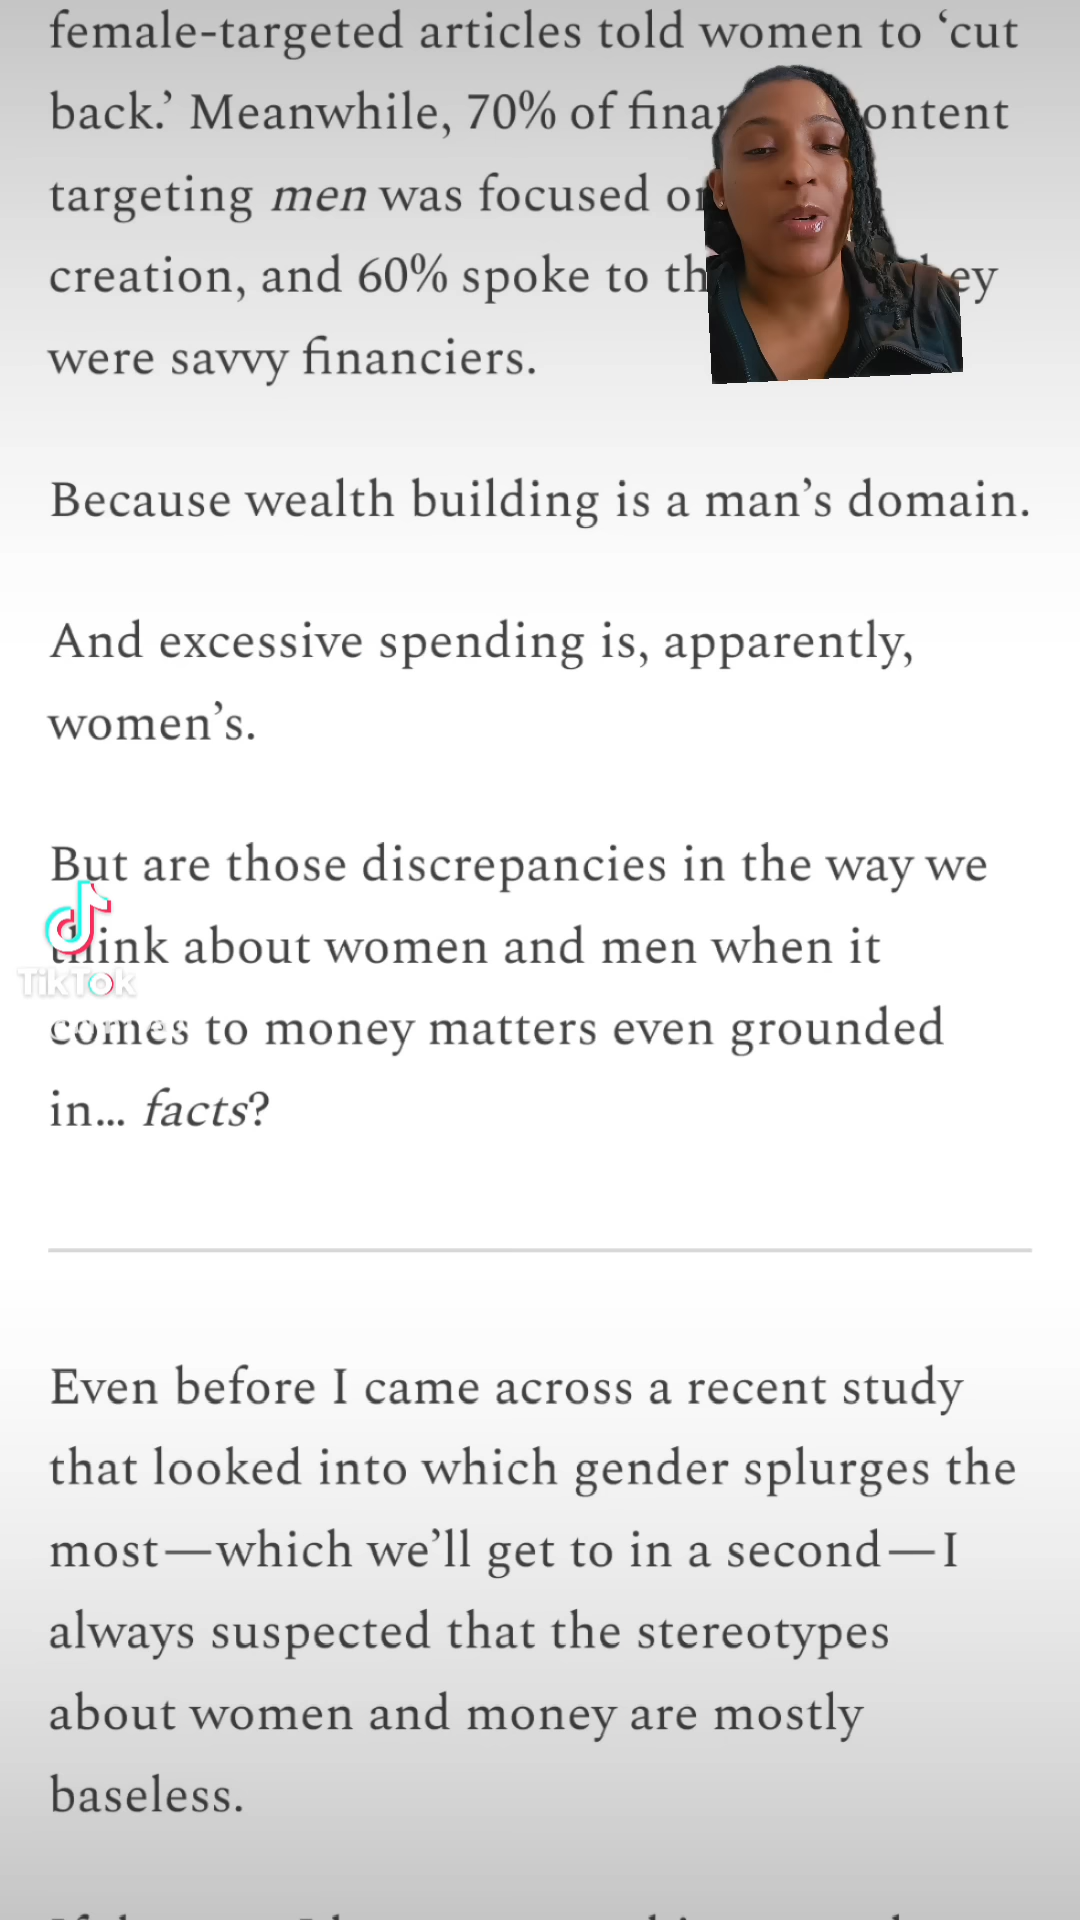 female-targeted articles told women to ‘cut
back.’ Meanwhile, 70% of ontent
targeting men was focused
creation, and 60% spoke to
were savvy financiers.
Because wealth building is a man’s domain.
And excessive spending is, apparently,
women’s.
But are those discrepancies in the way we
think about women and men when it
TikTok
comes to money matters even grounded
in... facts?
Even before I came across a recent study
that looked into which gender splurges the
most—which we’ll get to in a second—I
always suspected that the stereotypes
about women and money are mostly
baseless.